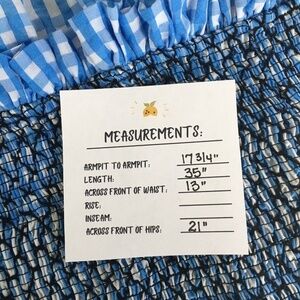 MEASUREMENTS:
ARMPIT TO ARMPIT: 17 3/4"
LENGTH: 35"
ACROSS FRONT OF WAIST: 13"
RISE:
INSEAM:
ACROSS FRONT OF HIPS: 21"